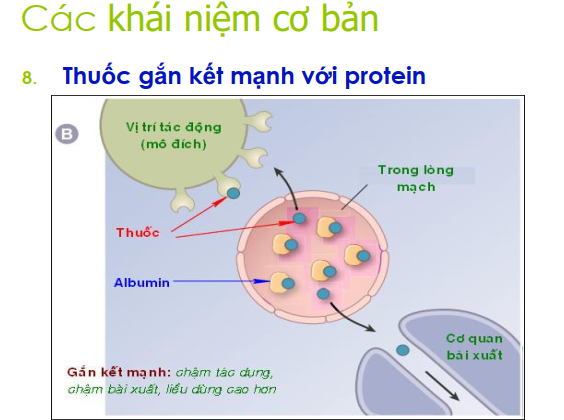 Các khái niệm cơ bản
8. Thuốc gắn kết mạnh với protein
B
Vị trí tác động
(mô đích)
Trong lòng
mạch
Thuốc
Albumin
Cơ quan
bài xuất
Gắn kết mạnh: chậm tác dụng,
chậm bài xuất, liều dùng cao hơn